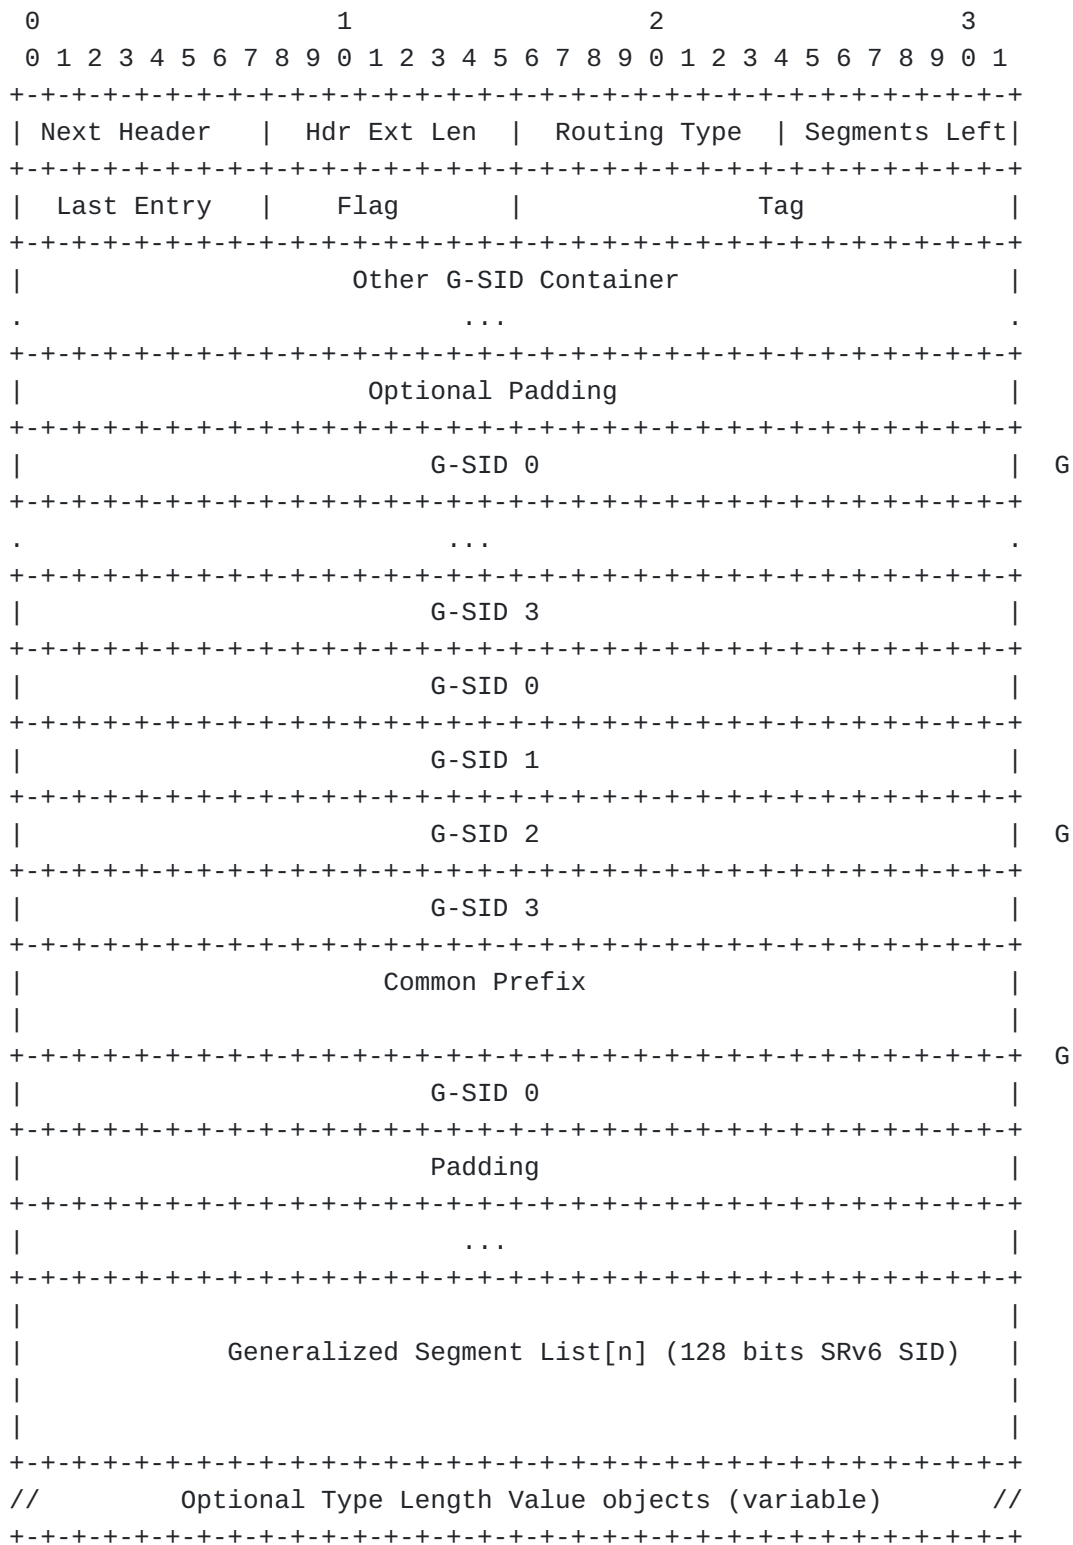 0                   1                   2                   3
 0 1 2 3 4 5 6 7 8 9 0 1 2 3 4 5 6 7 8 9 0 1 2 3 4 5 6 7 8 9 0 1
+-+-+-+-+-+-+-+-+-+-+-+-+-+-+-+-+-+-+-+-+-+-+-+-+-+-+-+-+-+-+-+-+
| Next Header   |  Hdr Ext Len  |  Routing Type  | Segments Left|
+-+-+-+-+-+-+-+-+-+-+-+-+-+-+-+-+-+-+-+-+-+-+-+-+-+-+-+-+-+-+-+-+
|  Last Entry   |    Flag       |               Tag             |
+-+-+-+-+-+-+-+-+-+-+-+-+-+-+-+-+-+-+-+-+-+-+-+-+-+-+-+-+-+-+-+-+
|                     Other G-SID Container                     |
.                            ...                                .
+-+-+-+-+-+-+-+-+-+-+-+-+-+-+-+-+-+-+-+-+-+-+-+-+-+-+-+-+-+-+-+-+
|                      Optional Padding                         |
+-+-+-+-+-+-+-+-+-+-+-+-+-+-+-+-+-+-+-+-+-+-+-+-+-+-+-+-+-+-+-+-+
|                          G-SID 0                              |  G
+-+-+-+-+-+-+-+-+-+-+-+-+-+-+-+-+-+-+-+-+-+-+-+-+-+-+-+-+-+-+-+-+
.                           ...                                 .
+-+-+-+-+-+-+-+-+-+-+-+-+-+-+-+-+-+-+-+-+-+-+-+-+-+-+-+-+-+-+-+-+
|                          G-SID 3                              |
+-+-+-+-+-+-+-+-+-+-+-+-+-+-+-+-+-+-+-+-+-+-+-+-+-+-+-+-+-+-+-+-+
|                          G-SID 0                              |
+-+-+-+-+-+-+-+-+-+-+-+-+-+-+-+-+-+-+-+-+-+-+-+-+-+-+-+-+-+-+-+-+
|                          G-SID 1                              |
+-+-+-+-+-+-+-+-+-+-+-+-+-+-+-+-+-+-+-+-+-+-+-+-+-+-+-+-+-+-+-+-+
|                          G-SID 2                              |  G
+-+-+-+-+-+-+-+-+-+-+-+-+-+-+-+-+-+-+-+-+-+-+-+-+-+-+-+-+-+-+-+-+
|                          G-SID 3                              |
+-+-+-+-+-+-+-+-+-+-+-+-+-+-+-+-+-+-+-+-+-+-+-+-+-+-+-+-+-+-+-+-+
|                       Common Prefix                           |
|                                                               |
+-+-+-+-+-+-+-+-+-+-+-+-+-+-+-+-+-+-+-+-+-+-+-+-+-+-+-+-+-+-+-+-+  G
|                          G-SID 0                              |
+-+-+-+-+-+-+-+-+-+-+-+-+-+-+-+-+-+-+-+-+-+-+-+-+-+-+-+-+-+-+-+-+
|                          Padding                              |
+-+-+-+-+-+-+-+-+-+-+-+-+-+-+-+-+-+-+-+-+-+-+-+-+-+-+-+-+-+-+-+-+
|                            ...                                |
+-+-+-+-+-+-+-+-+-+-+-+-+-+-+-+-+-+-+-+-+-+-+-+-+-+-+-+-+-+-+-+-+
|                                                               |
|             Generalized Segment List[n] (128 bits SRv6 SID)   |
|                                                               |
|                                                               |
+-+-+-+-+-+-+-+-+-+-+-+-+-+-+-+-+-+-+-+-+-+-+-+-+-+-+-+-+-+-+-+-+
//         Optional Type Length Value objects (variable)       //
+-+-+-+-+-+-+-+-+-+-+-+-+-+-+-+-+-+-+-+-+-+-+-+-+-+-+-+-+-+-+-+-+